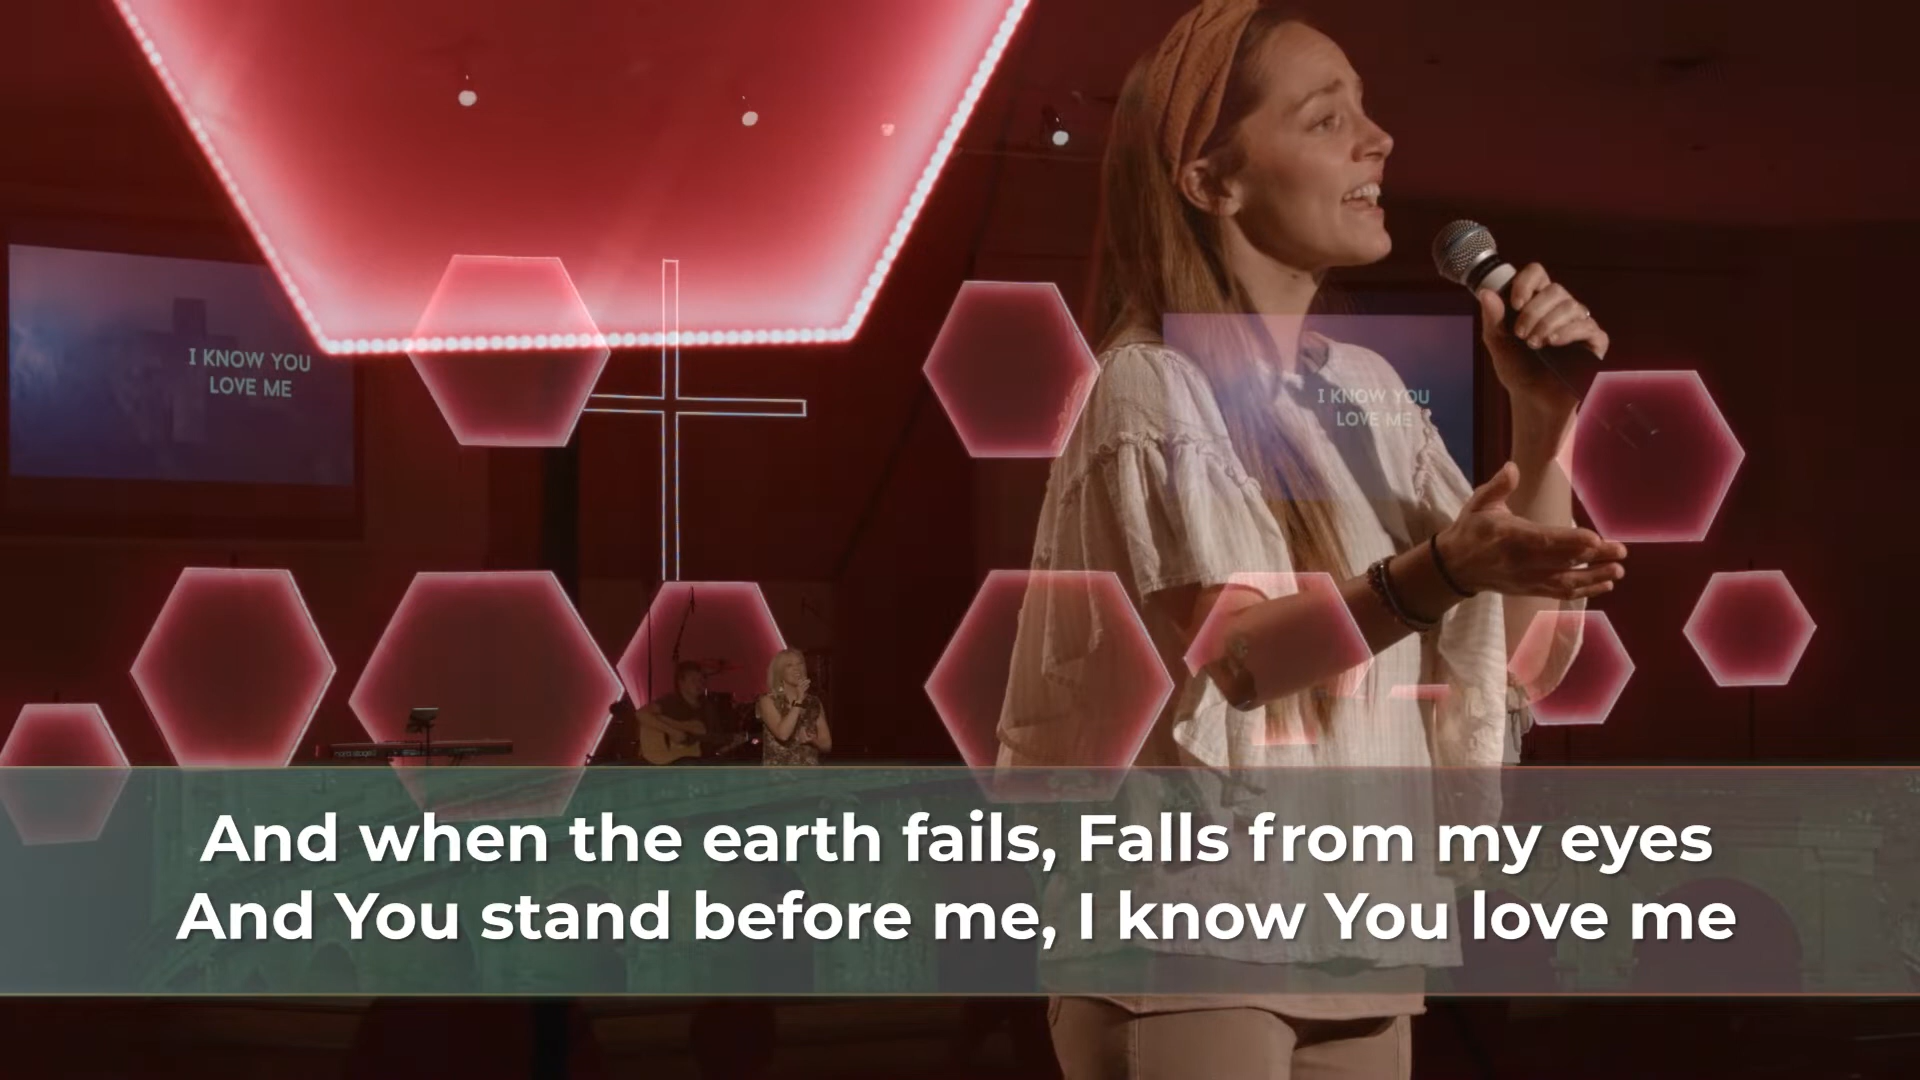 I KNOW YOU
LOVE ME
I KNOW YOU
LOVE ME
And when the earth fails, Falls from my eyes
And You stand before me, I know You love me